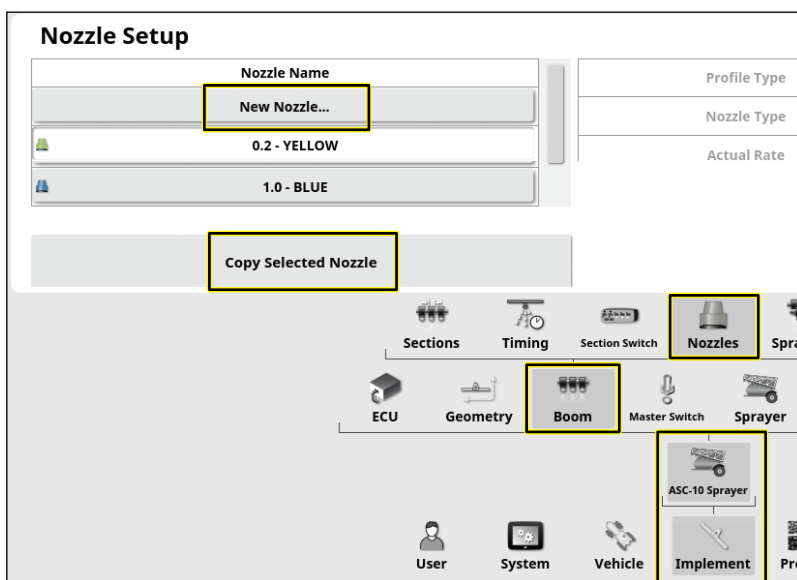 Nozzle Setup
Nozzle Name
New Nozzle...
0.2 - YELLOW
1.0 - BLUE
Copy Selected Nozzle
Profile Type
Nozzle Type
Actual Rate
Sections
Timing
Section Switch
Nozzles
Spra
ECU
Geometry
Boom
Master Switch
Sprayer
ASC-10 Sprayer
User
System
Vehicle
Implement
Pr